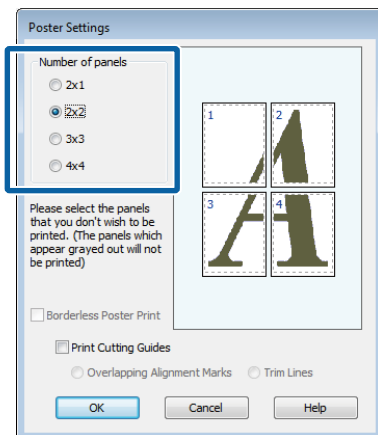 Poster Settings
Number of panels
2x1
2x2
3x3
4x4
1
2
3
4
Please select the panels
that you don't wish to be
printed. (The panels which
appear grayed out will not
be printed)
Borderless Poster Print
Print Cutting Guides
Overlapping Alignment Marks
Trim Lines
OK
Cancel
Help